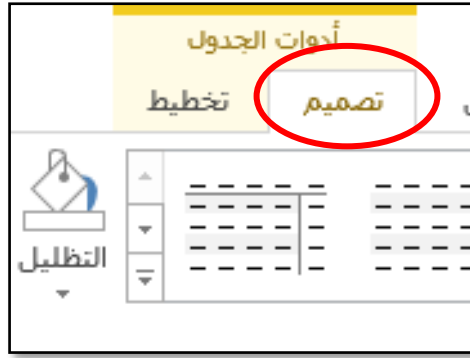 أدوات الجدول
تصميم تخطيط
التظليل